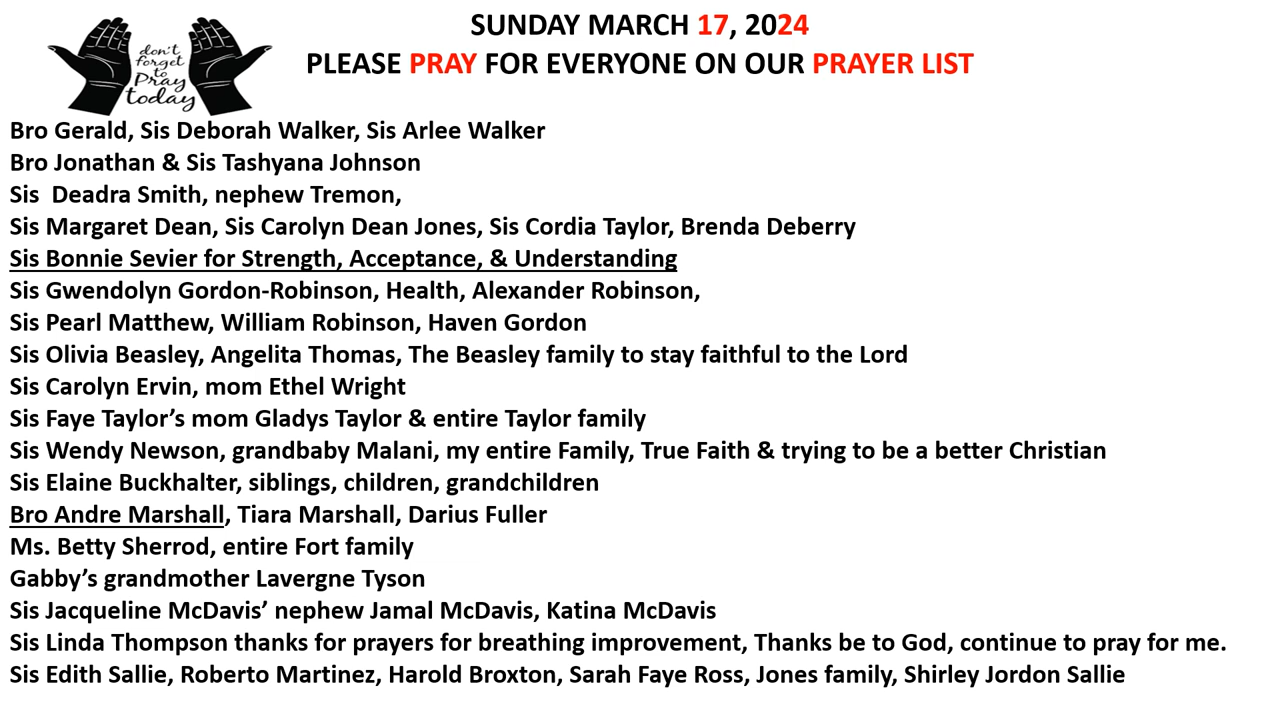 SUNDAY MARCH 17, 2024
PLEASE PRAY FOR EVERYONE ON OUR PRAYER LIST
don't
forget
to
Pray
today
Bro Gerald, Sis Deborah Walker, Sis Arlee Walker
Bro Jonathan & Sis Tashyana Johnson
Sis  Deadra Smith, nephew Tremon,
Sis Margaret Dean, Sis Carolyn Dean Jones, Sis Cordia Taylor, Brenda Deberry
Sis Bonnie Sevier for Strength, Acceptance, & Understanding
Sis Gwendolyn Gordon-Robinson, Health, Alexander Robinson,
Sis Pearl Matthew, William Robinson, Haven Gordon
Sis Olivia Beasley, Angelita Thomas, The Beasley family to stay faithful to the Lord
Sis Carolyn Ervin, mom Ethel Wright
Sis Faye Taylor’s mom Gladys Taylor & entire Taylor family
Sis Wendy Newson, grandbaby Malani, my entire Family, True Faith & trying to be a better Christian
Sis Elaine Buckhalter, siblings, children, grandchildren
Bro Andre Marshall, Tiara Marshall, Darius Fuller
Ms. Betty Sherrod, entire Fort family
Gabby’s grandmother Lavergne Tyson
Sis Jacqueline McDavis’ nephew Jamal McDavis, Katina McDavis
Sis Linda Thompson thanks for prayers for breathing improvement, Thanks be to God, continue to pray for me.
Sis Edith Sallie, Roberto Martinez, Harold Broxton, Sarah Faye Ross, Jones family, Shirley Jordon Sallie